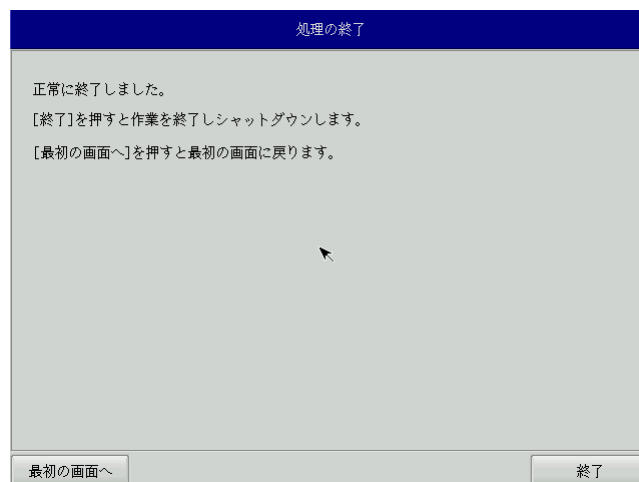 処理の終了
正常に終了しました。
[終了]を押すと作業を終了しシャットダウンします。
[最初の画面へ]を押すと最初の画面に戻ります。
最初の画面へ
終了